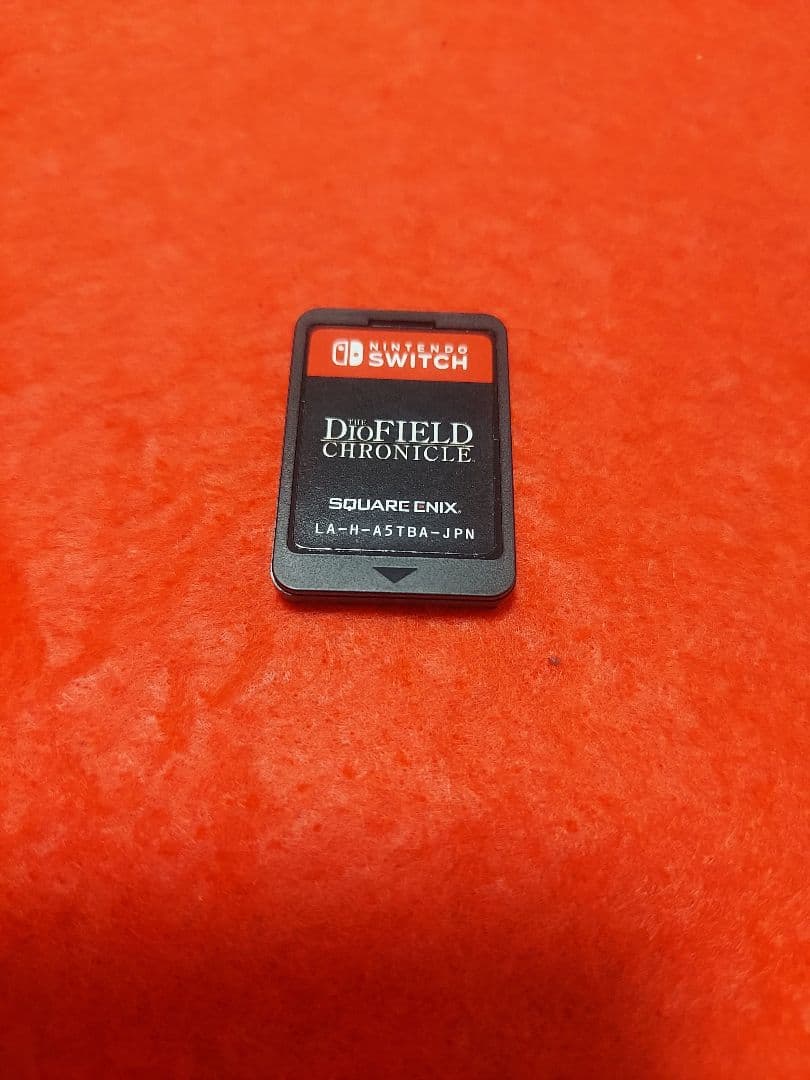 NINTENDO
SWITCH
THE
DIOFIELD
CHRONICLE
SQUARE ENIX.
LA-H-A5TBA-JPN